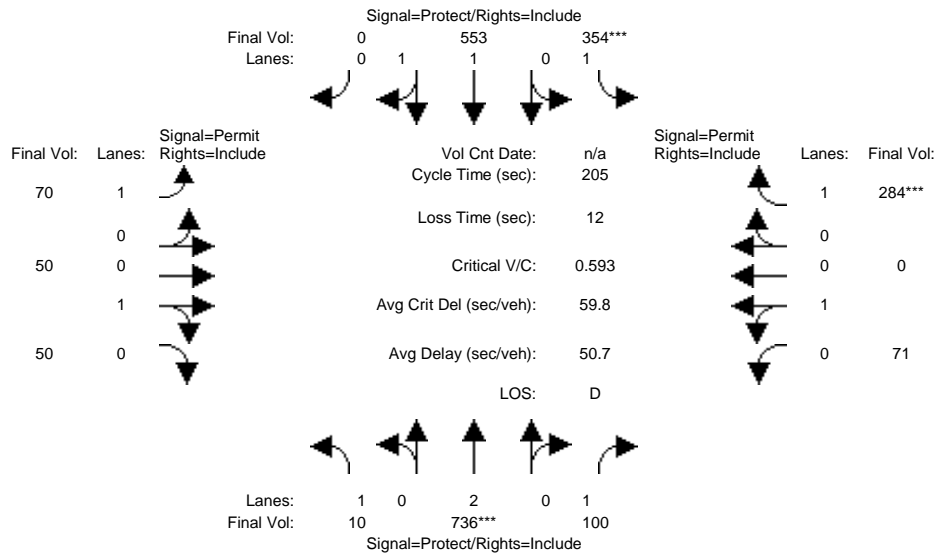 Signal=Protect/Rights=Include
Final Vol: 0 553 354***
Lanes: 0 1 1 0 1
Signal=Permit Signal=Permit
Final Vol: Lanes: Rights=Include Vol Cnt Date: n/a Rights=Include Lanes: Final Vol:
Cycle Time (sec): 205
70 1 1 284***
Loss Time (sec): 12
0 0
50 0 Critical V/C: 0.593 0 0
1 Avg Crit Del (sec/veh): 59.8 1
50 0 Avg Delay (sec/veh): 50.7 0 71
LOS: D
Lanes: 1 0 2 0 1
Final Vol: 10 736*** 100
Signal=Protect/Rights=Include